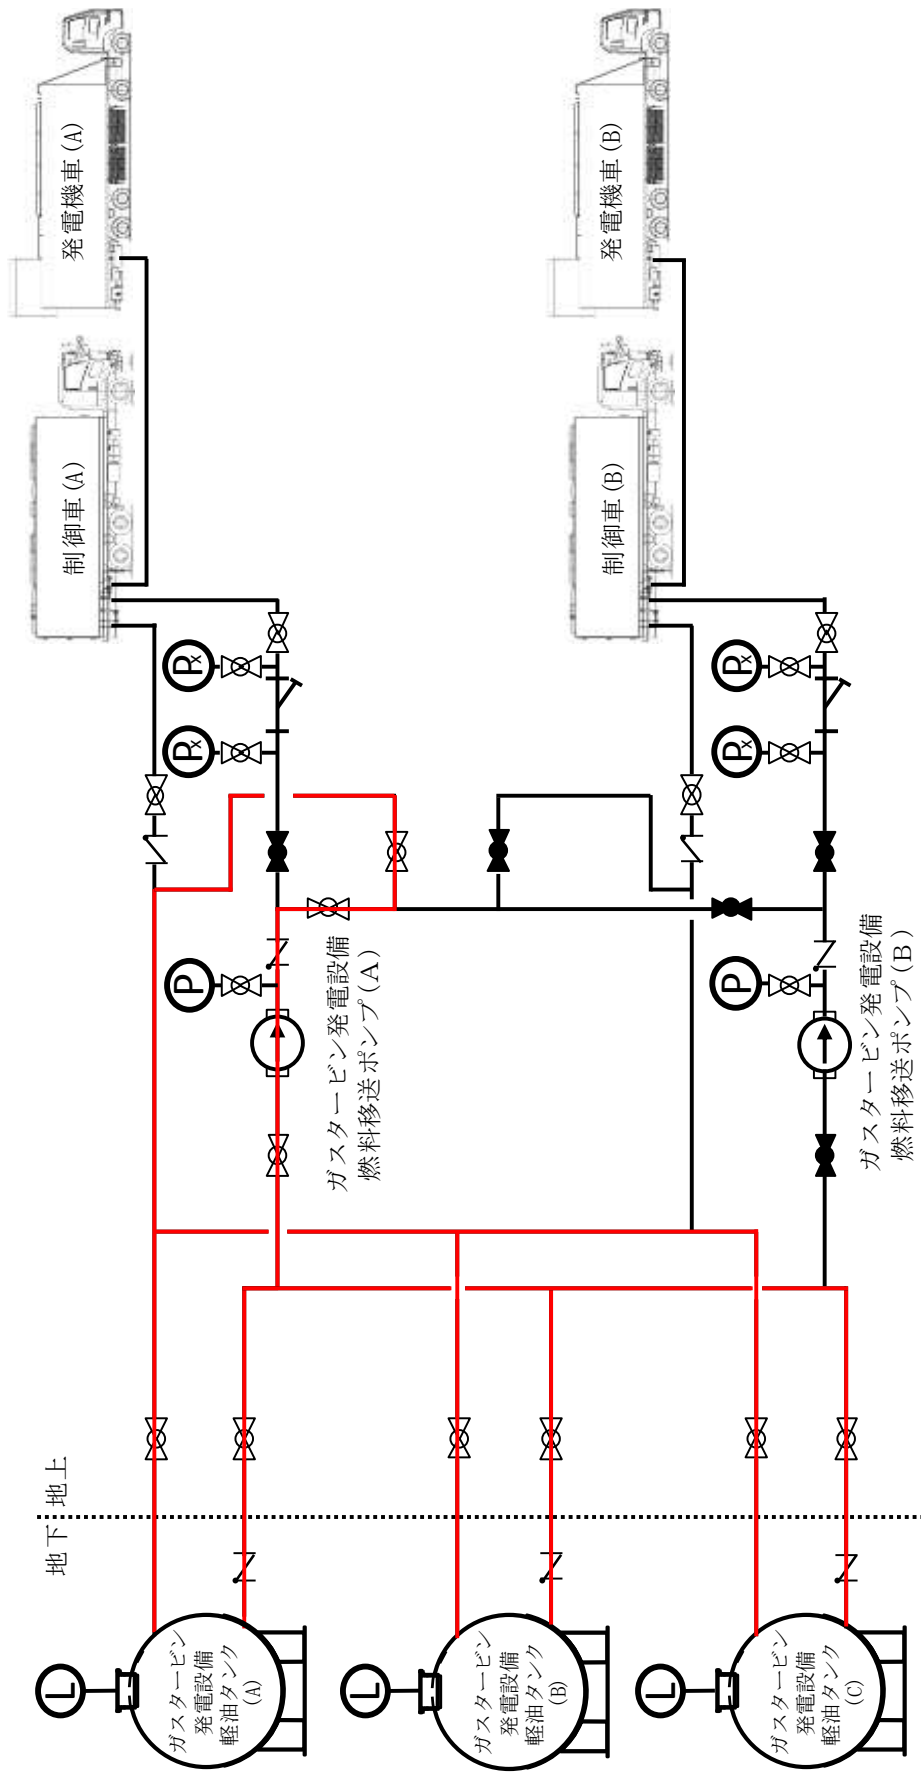 発電機車(A)
制御車(A)
Px
Px
P
ガスタービン発電設備
燃料移送ポンプ(A)
発電機車(B)
制御車(B)
Px
Px
P
ガスタービン発電設備
燃料移送ポンプ(B)
地上
地下
L
ガスタービン
発電設備
軽油タンク
(A)
L
ガスタービン
発電設備
軽油タンク
(B)
L
ガスタービン
発電設備
軽油タンク
(C)